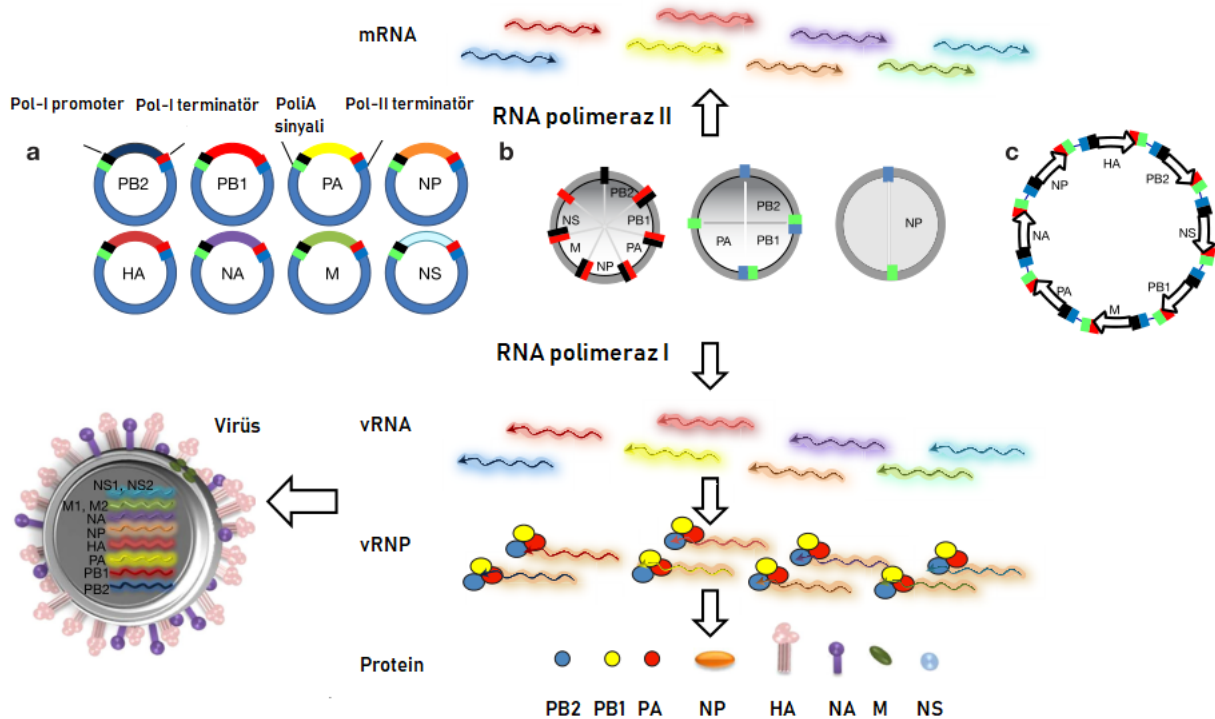 mRNA
Pol-I promoter
Pol-I terminatör
PoliA
sinyali
Pol-II terminatör
RNA polimeraz II
a
PB2
PB1
PA
NP
HA
NA
M
NS
b
PB2
PB1
PA
NP
M
NS
PB2
PA
PB1
NP
c
HA
PB2
NS
PB1
M
PA
NA
NP
RNA polimeraz I
Virüs
vRNA
NS1, NS2
M1, M2
NA
NP
HA
PA
PB1
PB2
vRNP
Protein
PB2
PB1
PA
NP
HA
NA
M
NS